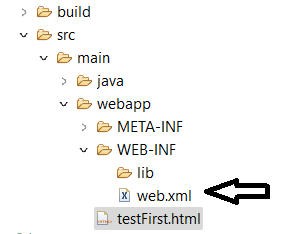 build
src
main
java
webapp
META-INF
WEB-INF
lib
web.xml
testFirst.html